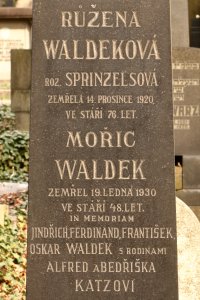 RŮŽENA
WALDEKOVÁ
ROZ. SPRINZELSOVÁ
ZEMŘELA 14. PROSINCE 1920,
VE STÁŘÍ 76. LET.
MOŘIC
WALDEK
ZEMŘEL 19. LEDNA 1930
VE STÁŘÍ 48. LET.
IN MEMORIAM
JINDŘICH, FERDINAND, FRANTIŠEK,
OSKAR WALDEK S RODINAMI
ALFRED A BEDŘIŠKA
KATZOVI